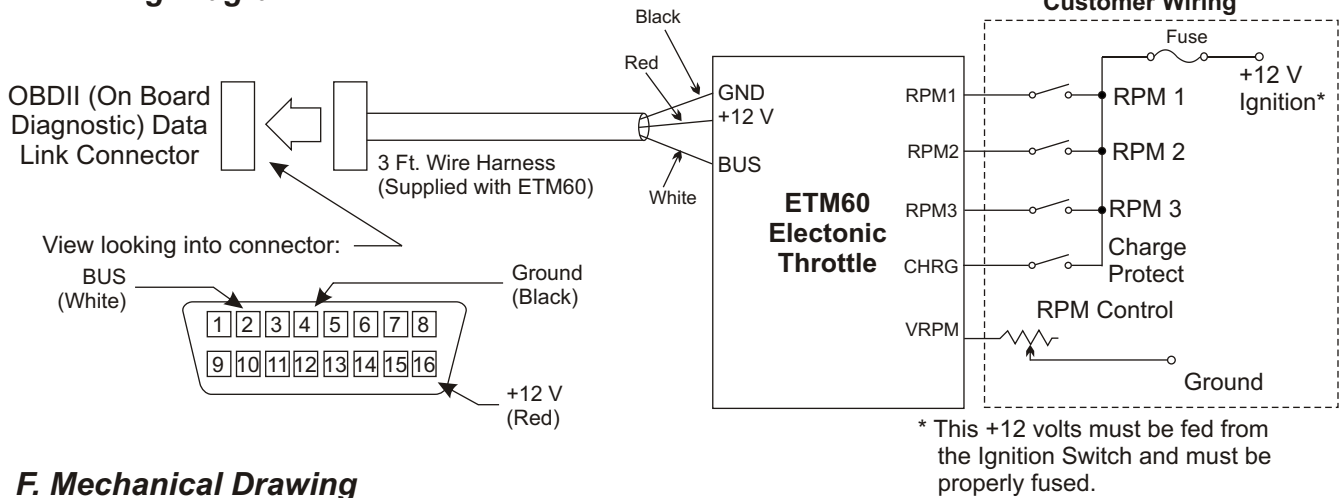 Customer Wiring
Black
Red
Fuse
+12 V
Ignition*
OBDII (On Board
Diagnostic) Data
Link Connector
GND
+12 V
BUS
RPM1
RPM 1
RPM2
RPM 2
3 Ft. Wire Harness
(Supplied with ETM60)
White
ETM60
Electonic
Throttle
RPM3
RPM 3
CHRG
Charge
Protect
View looking into connector:
BUS
(White)
Ground
(Black)
RPM Control
VRPM
1 2 3 4 5 6 7 8
9 10 11 12 13 14 15 16
Ground
+12 V
(Red)
* This +12 volts must be fed from
the Ignition Switch and must be
properly fused.
F. Mechanical Drawing